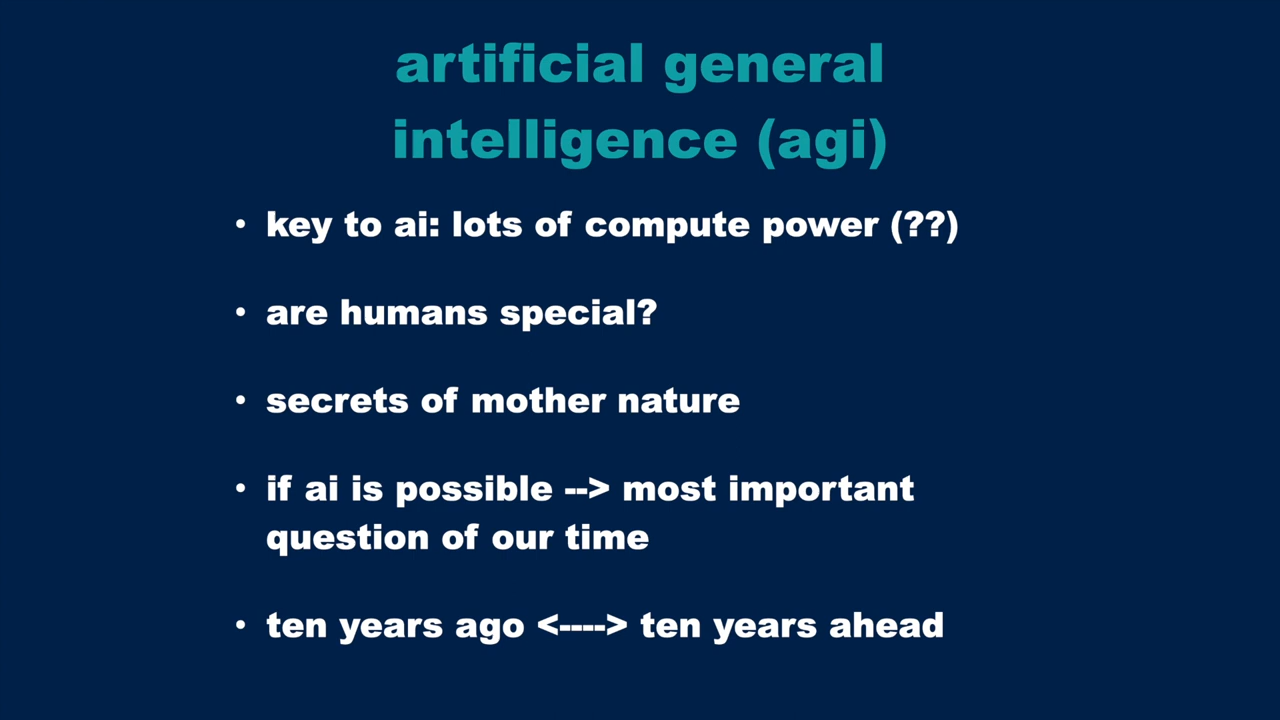 artificial general
intelligence (agi)
• key to ai: lots of compute power (??)
• are humans special?
• secrets of mother nature
• if ai is possible --> most important
question of our time
• ten years ago <----> ten years ahead